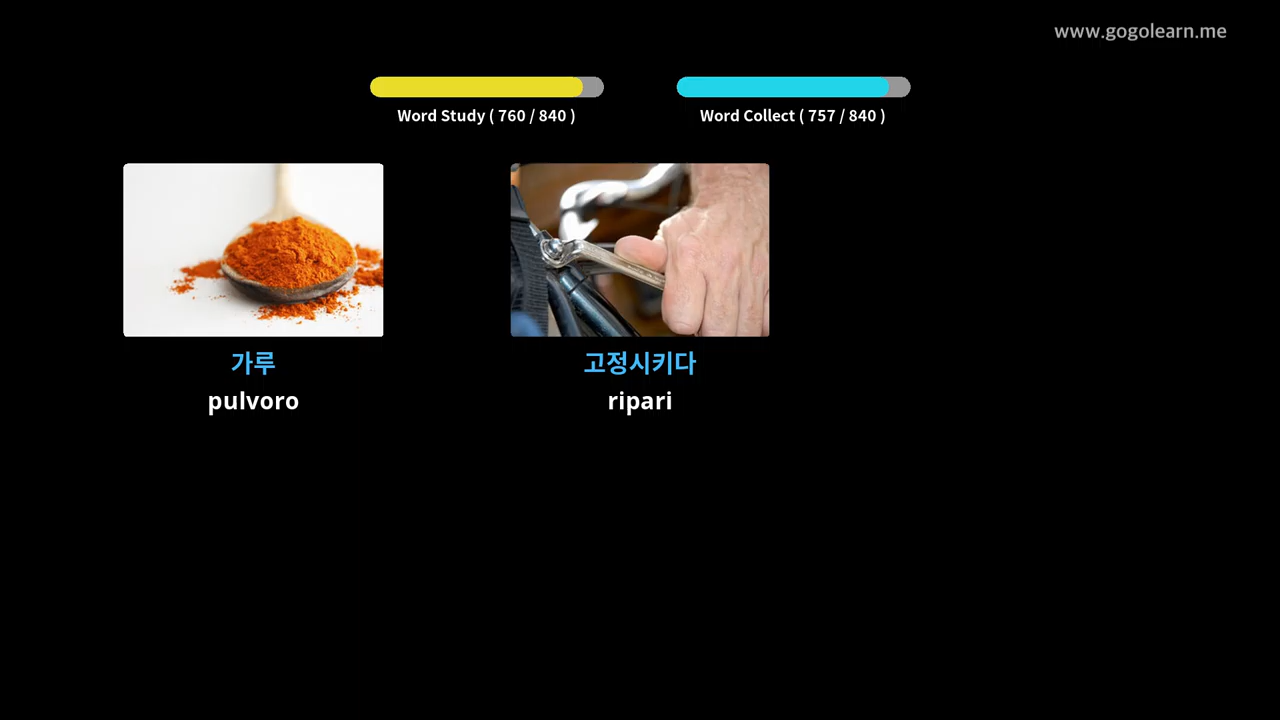 www.gogolearn.me
Word Study ( 760 / 840 )
Word Collect ( 757 / 840 )
가루
pulvoro
고정시키다
ripari